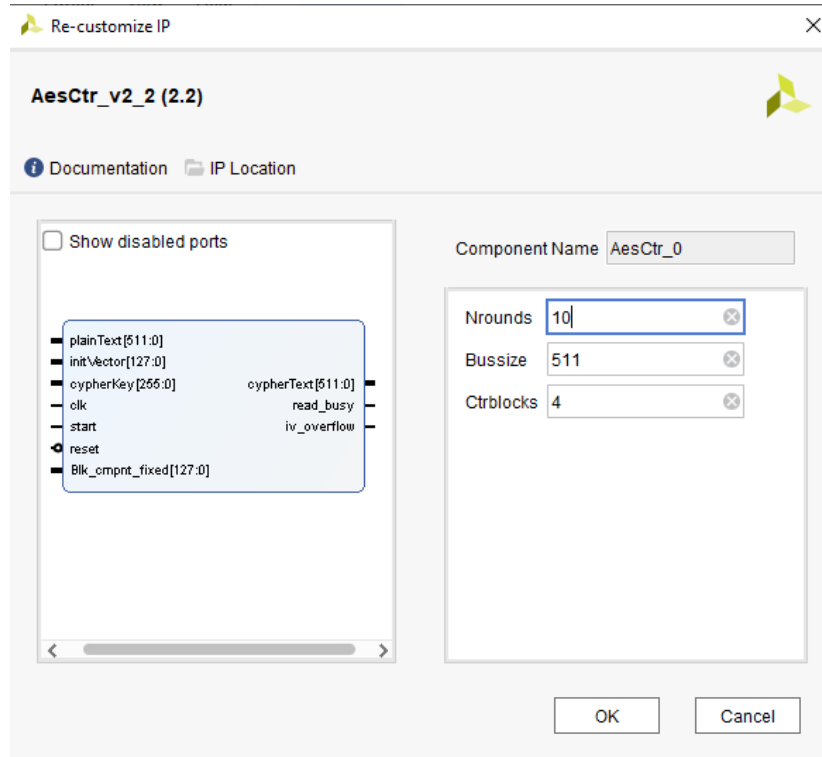 Re-customize IP
AesCtr_v2_2 (2.2)
Documentation IP Location
Show disabled ports
plainText[511:0]
initVector[127:0]
cypherKey[255:0]
clk
start
reset
Blk_cmpnt_fixed[127:0]
cypherText[511:0]
read_busy
iv_overflow
Component Name AesCtr_0
Nrounds 10
Bussize 511
Ctrblocks 4
OK Cancel